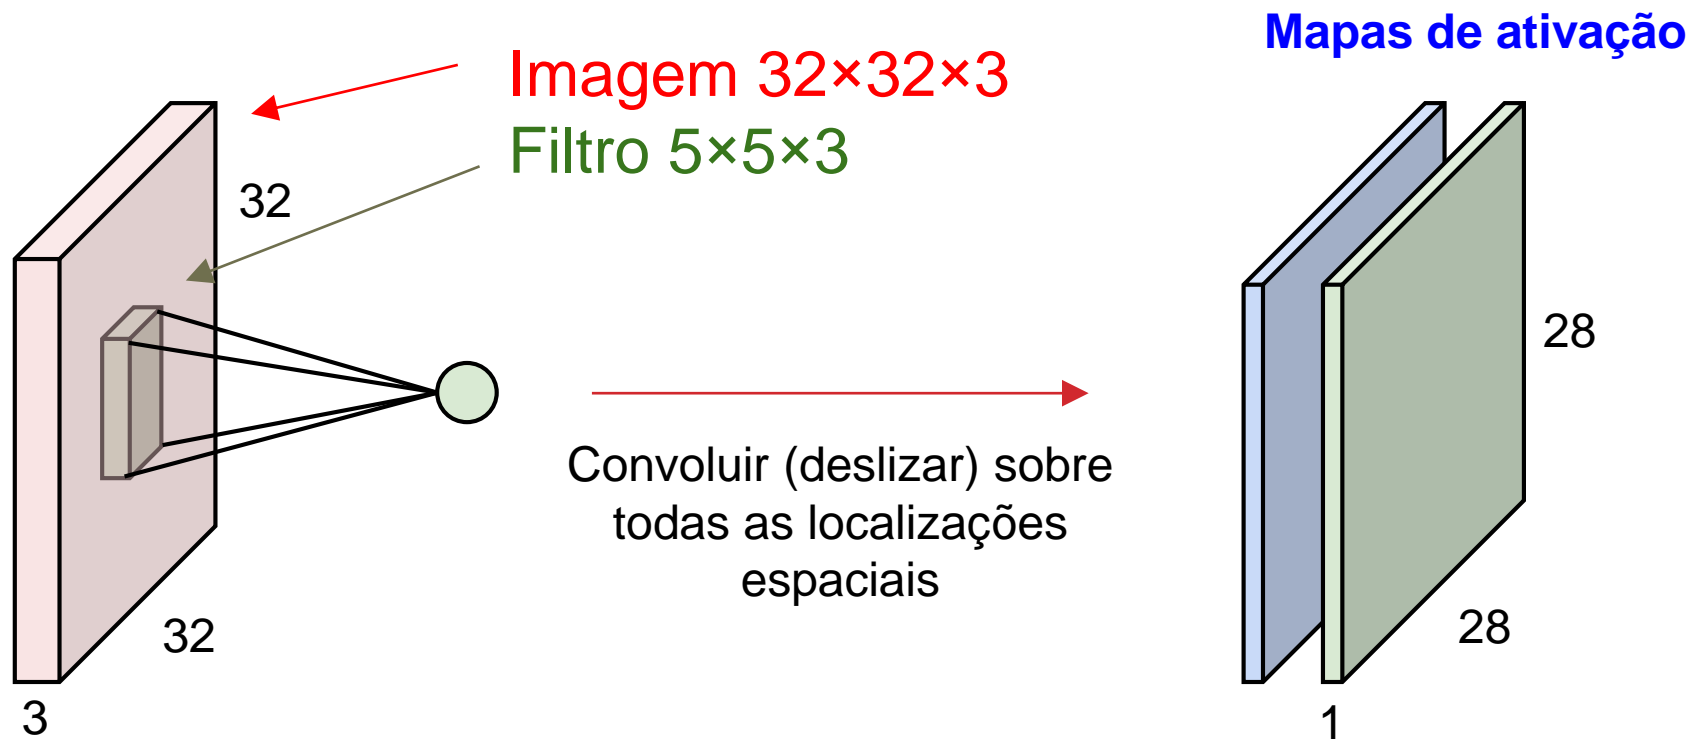 Mapas de ativação
Imagem 32×32×3
Filtro 5×5×3
32
32
3
Convoluir (deslizar) sobre
todas as localizações
espaciais
28
28
1